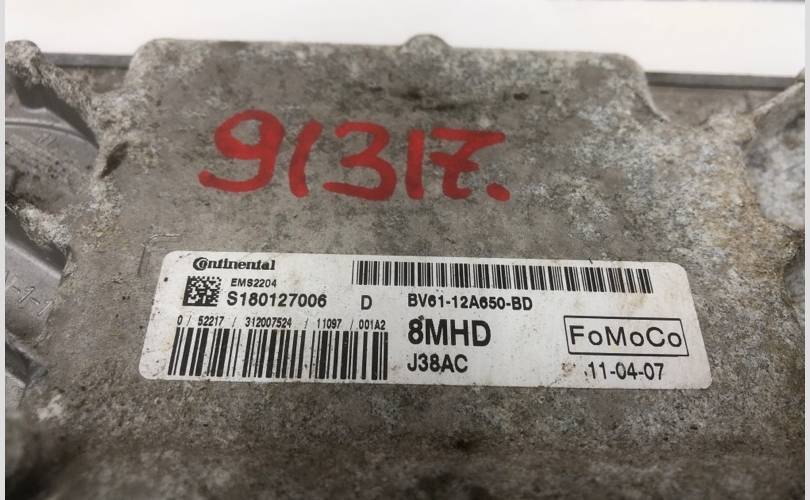 91317.
Continental
EMS2204
S180127006 D BV61-12A650-BD
0 / 52217 / 312007524 / 11097 / 001A2
8MHD
FoMoCo
J38AC
11-04-07